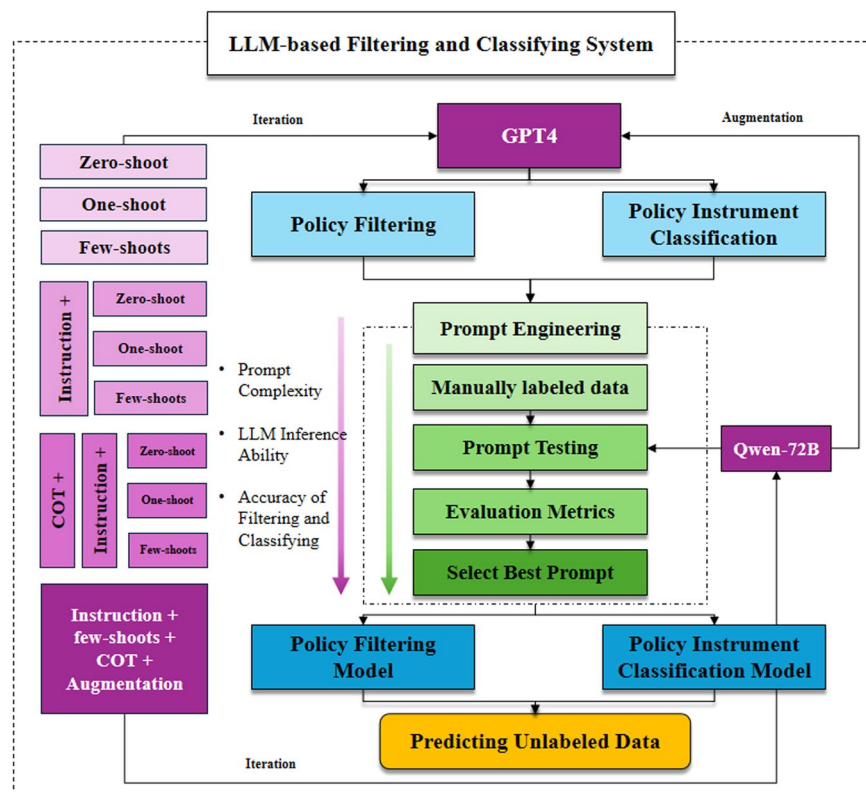 LLM-based Filtering and Classifying System
Iteration
GPT4
Augmentation
Zero-shoot
One-shoot
Few-shoots
Policy Filtering
Policy Instrument
Classification
Instruction +
Zero-shoot
One-shoot
Few-shoots
• Prompt
Complexity
• LLM Inference
Ability
• Accuracy of
Filtering and
Classifying
Prompt Engineering
Manually labeled data
Prompt Testing
Qwen-72B
Evaluation Metrics
Select Best Prompt
COT +
Instruction +
Zero-shoot
One-shoot
Few-shoots
Instruction +
few-shoots +
COT +
Augmentation
Policy Filtering
Model
Policy Instrument
Classification Model
Predicting Unlabeled Data
Iteration